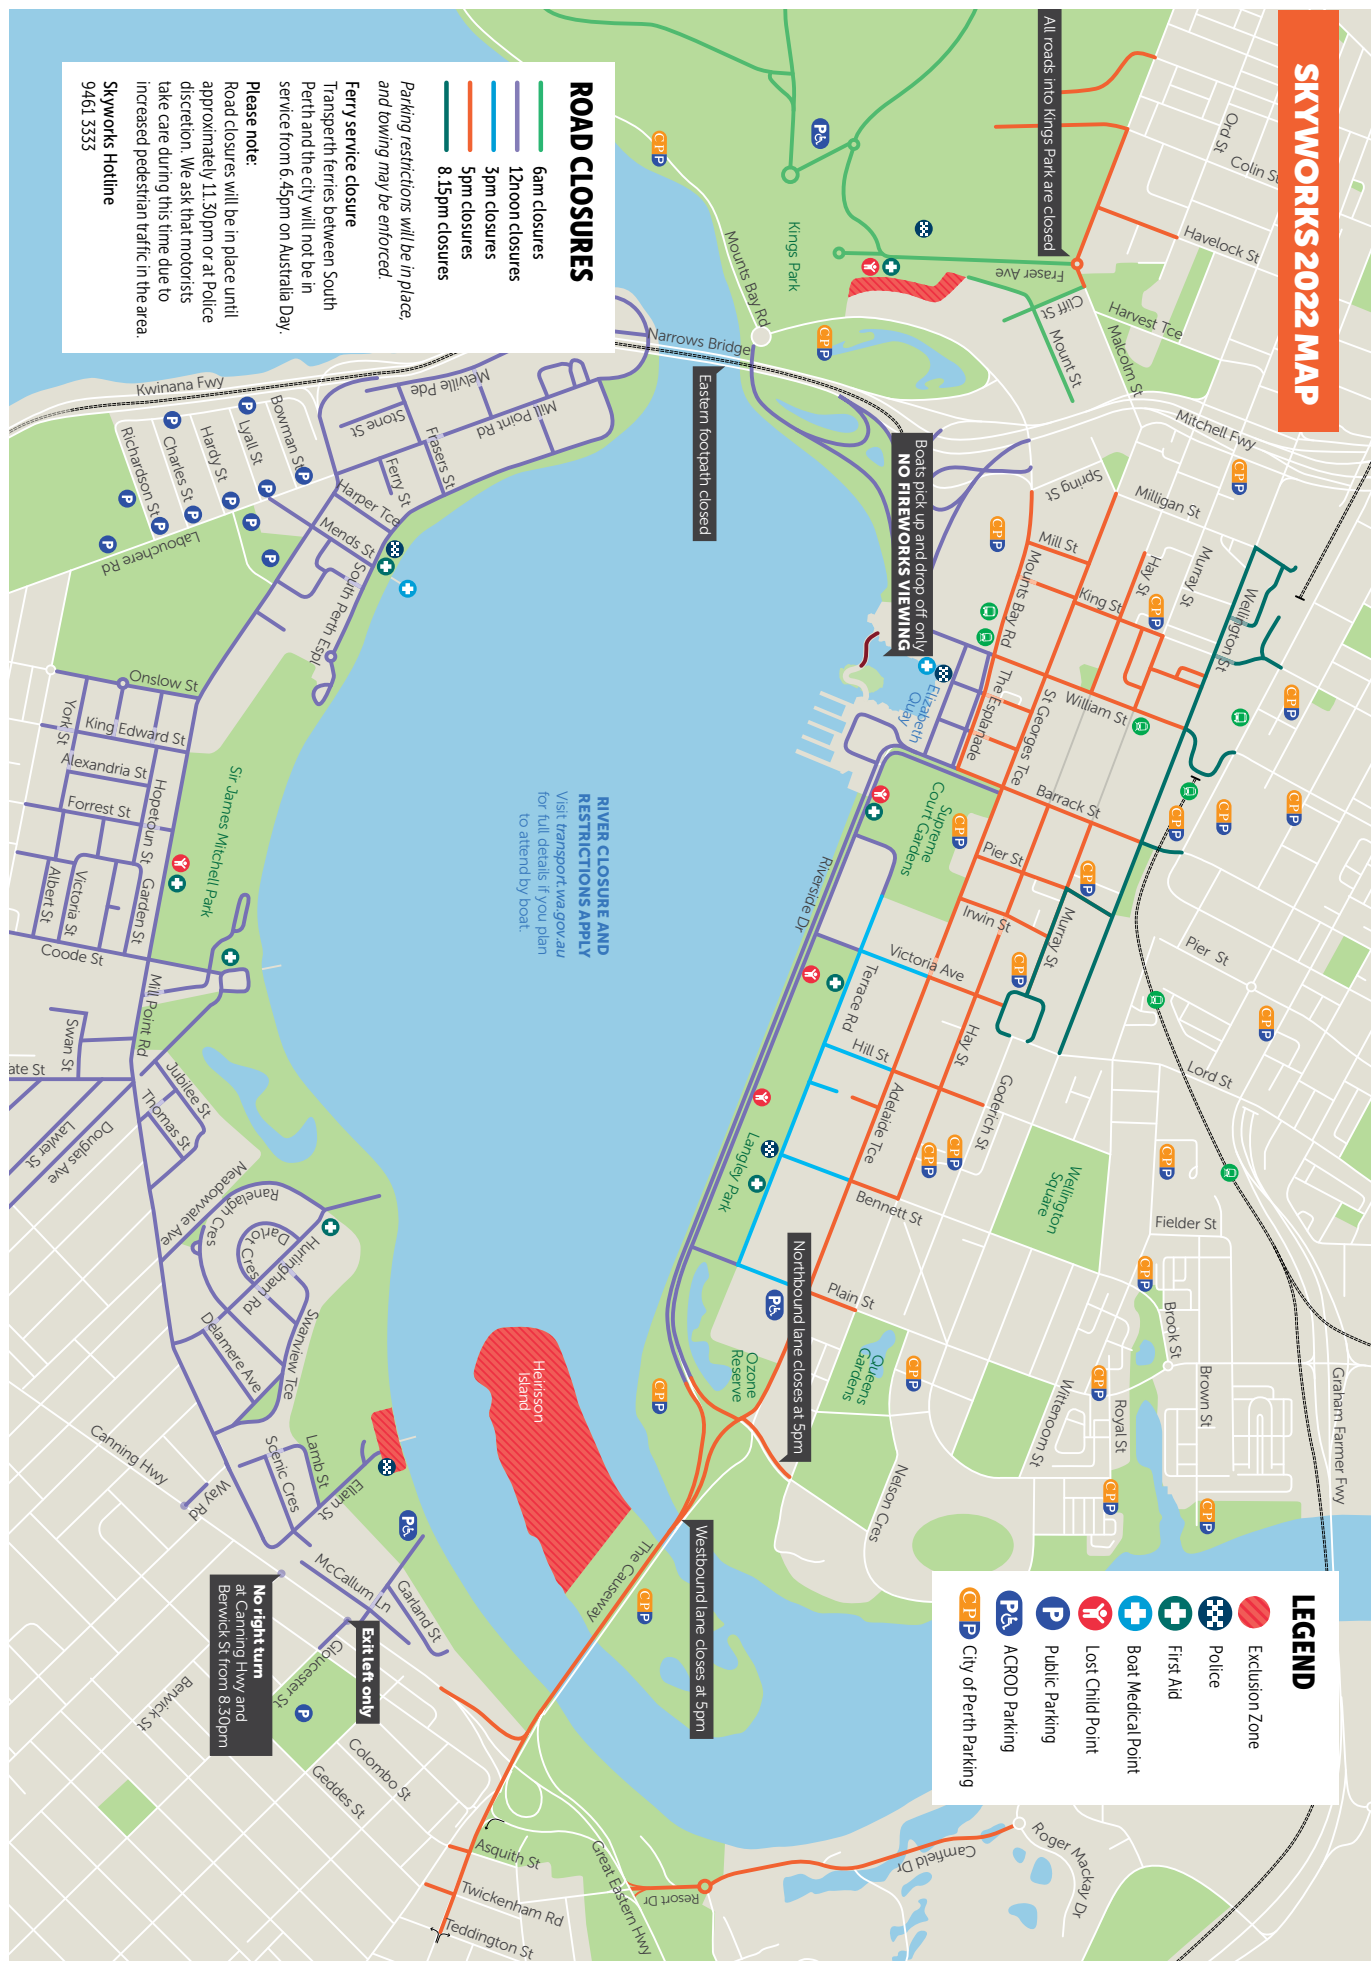 SKYWORKS 2022 MAP
ROAD CLOSURES
6am closures
12noon closures
3pm closures
5pm closures
8.15pm closures
Parking restrictions will be in place,
and towing may be enforced.
Ferry service closure
Transperth ferries between South
Perth and the city will not be in
service from 6.45pm on Australia Day.
Please note:
Road closures will be in place until
approximately 11.30pm or at Police
discretion. We ask that motorists
take care during this time due to
increased pedestrian traffic in the area.
Skyworks Hotline
9461 3333
LEGEND
Exclusion Zone
Police
First Aid
Boat Medical Point
Lost Child Point
P Public Parking
P ACROD Parking
CPP City of Perth Parking
All roads into Kings Park are closed
Eastern footpath closed
Boats pick up and drop off only
NO FIREWORKS VIEWING
Northbound lane closes at 5pm
Westbound lane closes at 5pm
Exit left only
No right turn
at Canning Hwy and
Berwick St from 8.30pm
RIVER CLOSURE AND
RESTRICTIONS APPLY
Visit transport.wa.gov.au
for full details if you plan
to attend by boat.
Ord St
Colin St
Havelock St
Harvest Tce
Malcolm St
Fraser Ave
Cliff St
Mount St
Kings Park
Mounts Bay Rd
Narrows Bridge
Mitchell Fwy
Spring St
Milligan St
Mill St
Mounts Bay Rd
King St
Hay St
Murray St
Wellington St
William St
The Esplanade
St Georges Tce
Elizabeth
Quay
Barrack St
Supreme
Court Gardens
Pier St
Irwin St
Murray St
Riverside Dr
Victoria Ave
Terrace Rd
Hill St
Hay St
Adelaide Tce
Goderich St
Pier St
Lord St
Langley Park
Bennett St
Wellington
Square
Fielder St
Plain St
Brook St
Brown St
Queens
Gardens
Ozone
Reserve
Wittenoom St
Royal St
Nelson Cres
Graham Farmer Fwy
Heirisson
Island
The Causeway
Kwinana Fwy
Melville Pde
Stone St
Mill Point Rd
Frasers St
Ferry St
Bowman St
Lyall St
Hardy St
Charles St
Richardson St
Labouchere Rd
Harper Tce
Mends St
South Perth Espl
Onslow St
York St
King Edward St
Alexandria St
Forrest St
Hopetoun St
Sir James Mitchell Park
Garden St
Victoria St
Albert St
Coode St
Mill Point Rd
Swan St
ate St
Jubilee St
Thomas St
Douglas Ave
Lawler St
Meadowvale Ave
Ranelagh Cres
Darlot Cres
Hurlingham Rd
Swanview Tce
Delamere Ave
Canning Hwy
Way Rd
Scenic Cres
Lamb St
Ellam St
McCallum Ln
Garland St
Gloucester St
Berwick St
Colombo St
Geddes St
Asquith St
Twickenham Rd
Teddington St
Great Eastern Hwy
Resort Dr
Camfield Dr
Roger Mackay Dr